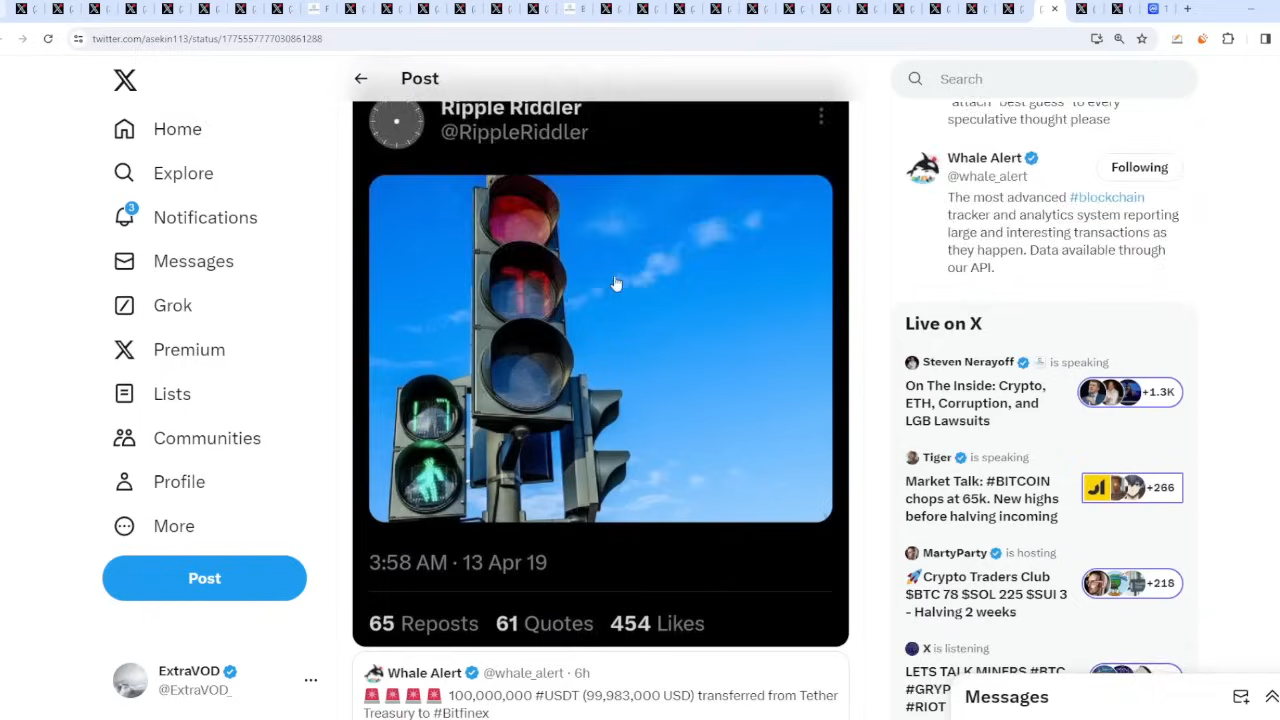 twitter.com/asekin113/status/1775557777030861288
Post
Search
Home
Explore
3
Notifications
Messages
Grok
Premium
Lists
Communities
Profile
More
Post
ExtraVOD
@ExtraVOD_
Ripple Riddler
@RippleRiddler
77
11
3:58 AM · 13 Apr 19
65 Reposts 61 Quotes 454 Likes
Whale Alert @whale_alert · 6h
🚨 🚨 🚨 🚨 100,000,000 #USDT (99,983,000 USD) transferred from Tether
Treasury to #Bitfinex
attach "best guess" to every
speculative thought please
Whale Alert
@whale_alert
Following
The most advanced #blockchain
tracker and analytics system reporting
large and interesting transactions as
they happen. Data available through
our API.
Live on X
Steven Nerayoff is speaking
On The Inside: Crypto,
ETH, Corruption, and
LGB Lawsuits
+1.3K
Tiger is speaking
Market Talk: #BITCOIN
chops at 65k. New highs
before halving incoming
+266
MartyParty is hosting
🚀Crypto Traders Club
$BTC 78 $SOL 225 $SUI 3
- Halving 2 weeks
+218
X is listening
LETS TALK MINERS #BTC
#GRYP
#RIOT
Messages